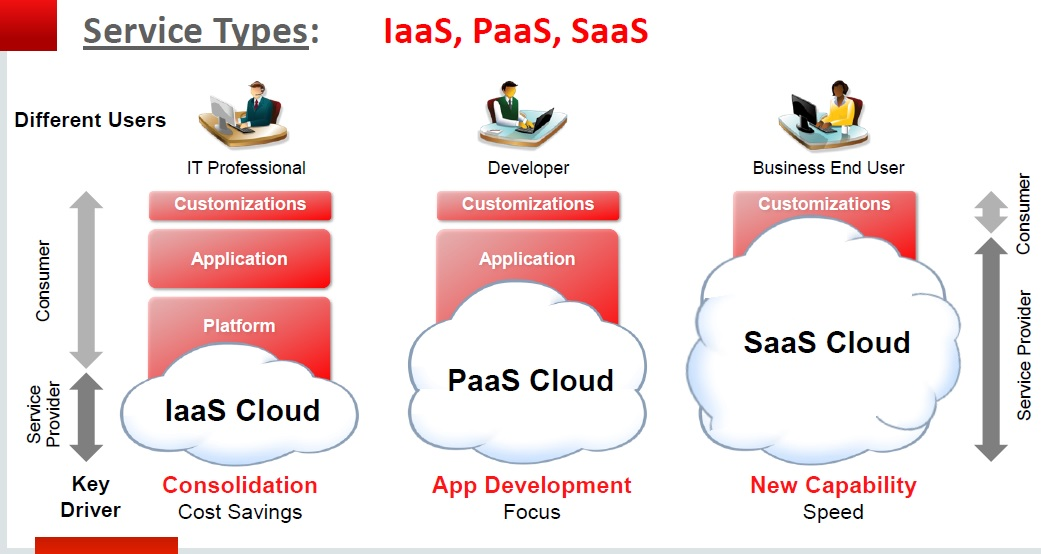 Service Types: IaaS, PaaS, SaaS
Different Users
IT Professional
Developer
Business End User
Customizations
Customizations
Customizations
Application
Application
Platform
IaaS Cloud
PaaS Cloud
SaaS Cloud
Consumer
Service
Provider
Consumer
Service Provider
Key
Driver
Consolidation
Cost Savings
App Development
Focus
New Capability
Speed